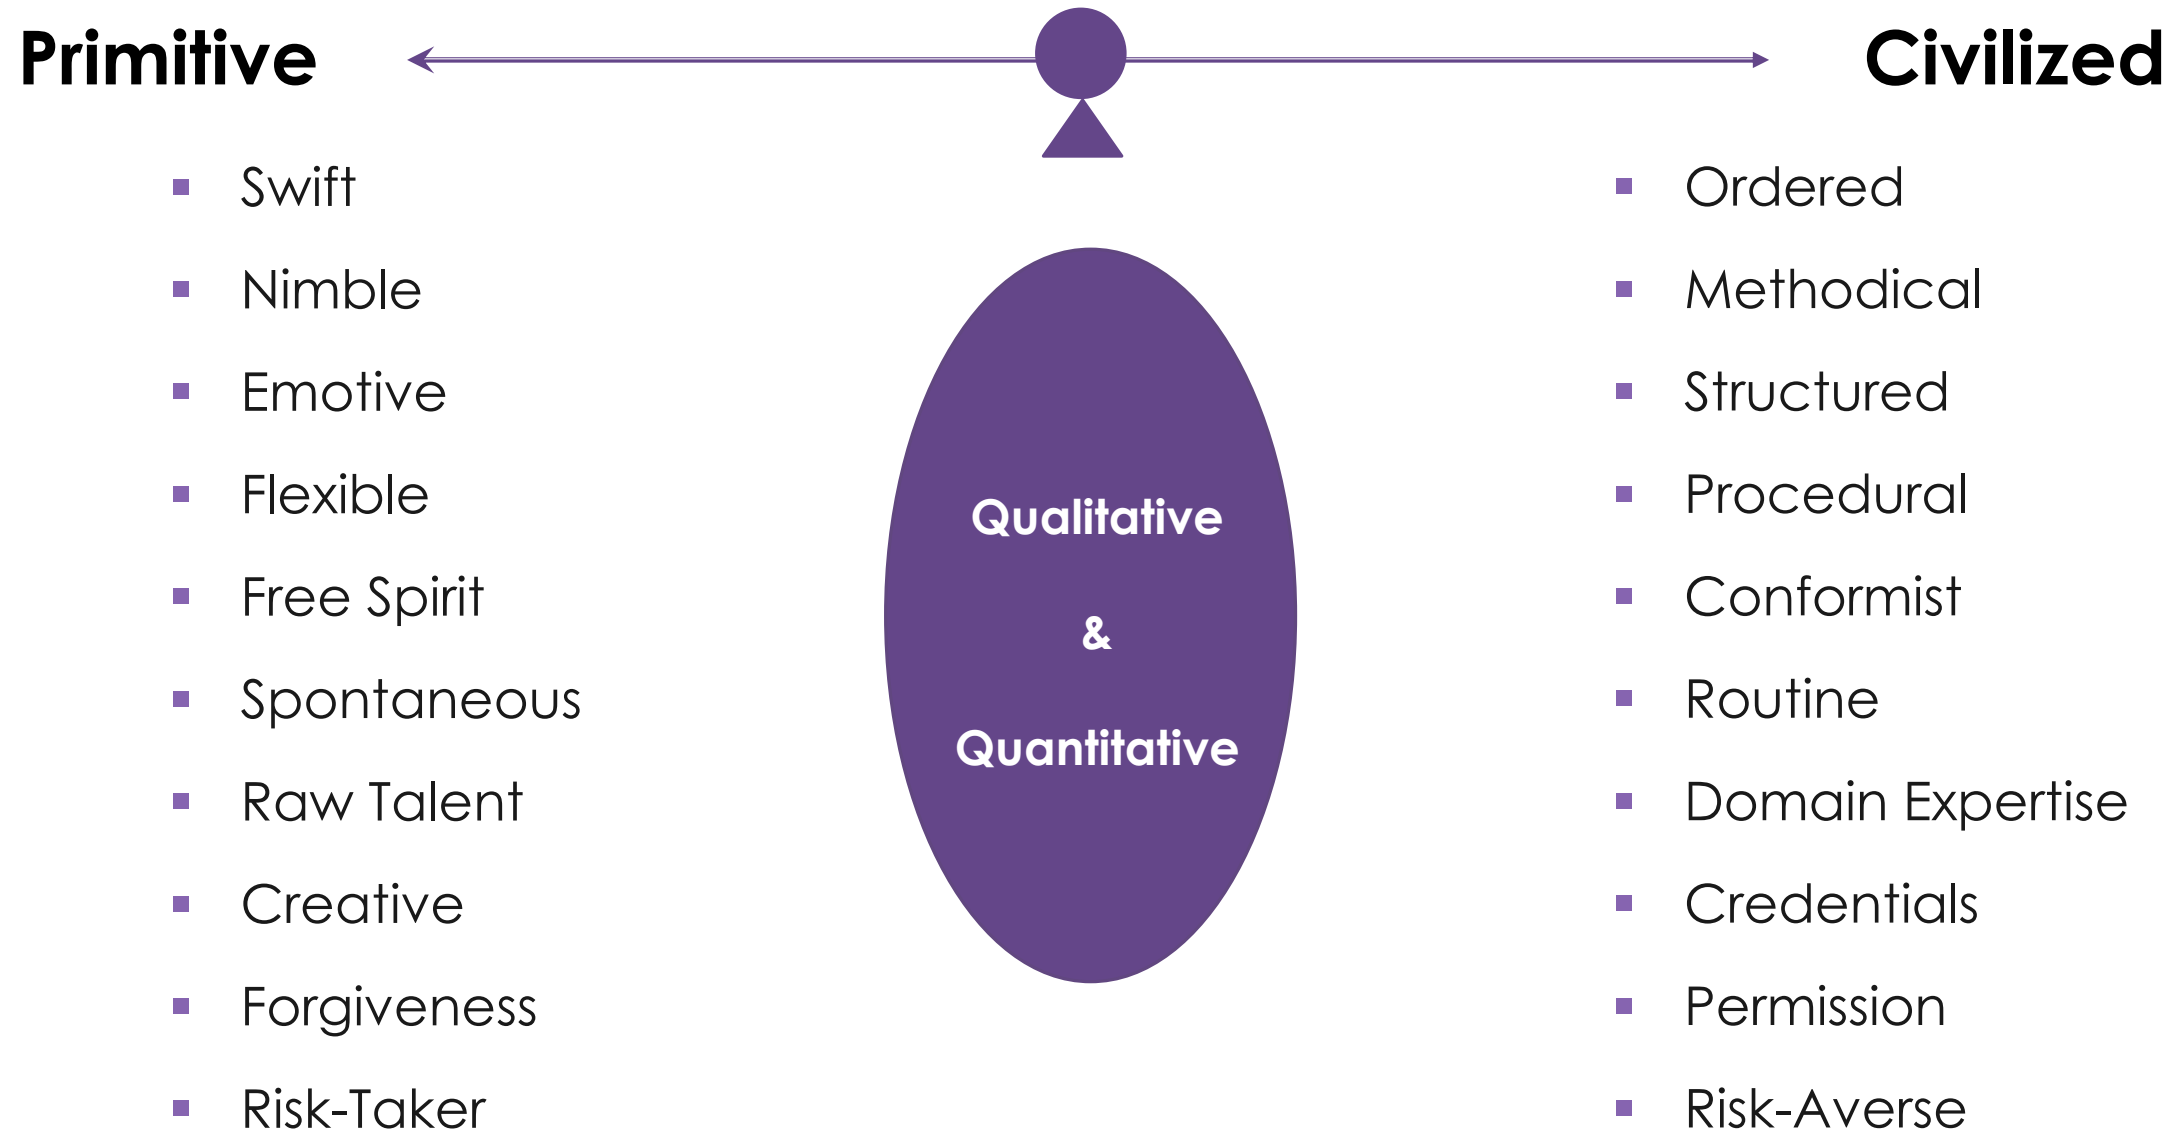 Primitive
Civilized
Swift
Nimble
Emotive
Flexible
Free Spirit
Spontaneous
Raw Talent
Creative
Forgiveness
Risk-Taker
Qualitative
&
Quantitative
Ordered
Methodical
Structured
Procedural
Conformist
Routine
Domain Expertise
Credentials
Permission
Risk-Averse